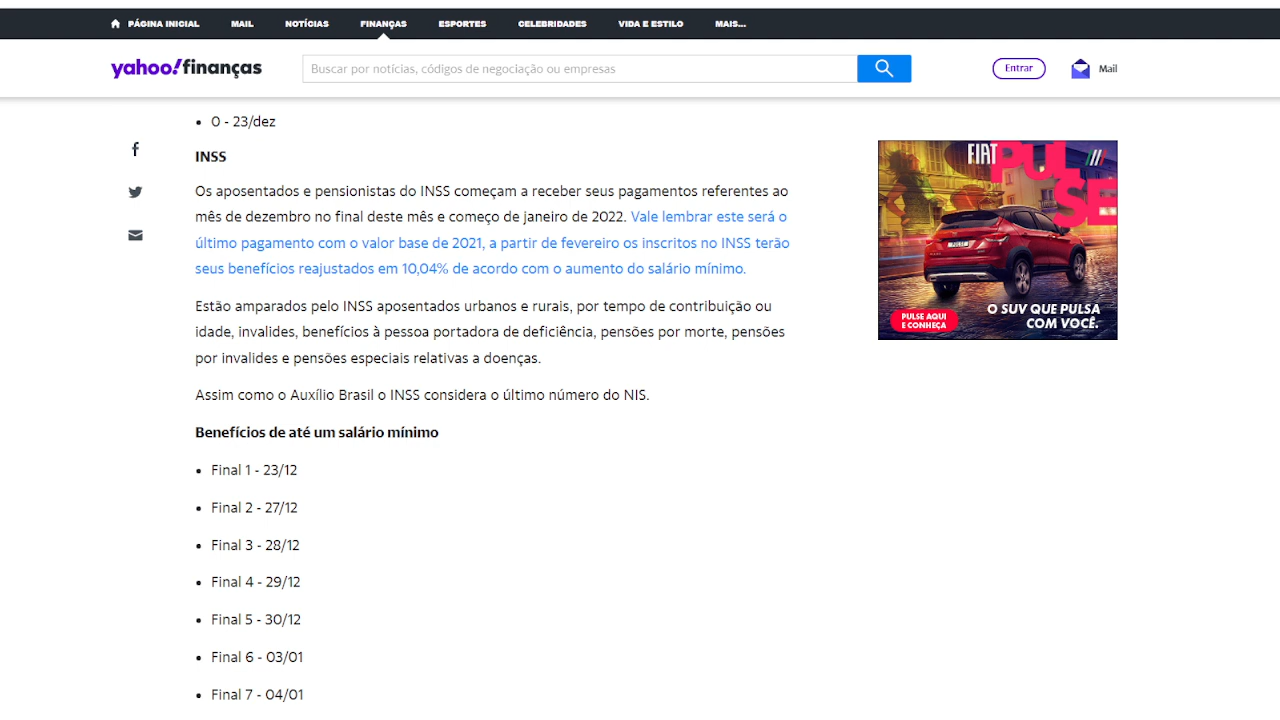 PÁGINA INICIAL MAIL NOTÍCIAS FINANÇAS ESPORTES CELEBRIDADES VIDA E ESTILO MAIS...
yahoo!finanças
Buscar por notícias, códigos de negociação ou empresas
Entrar
Mail
O - 23/dez
INSS
Os aposentados e pensionistas do INSS começam a receber seus pagamentos referentes ao
mês de dezembro no final deste mês e começo de janeiro de 2022. Vale lembrar este será o
último pagamento com o valor base de 2021, a partir de fevereiro os inscritos no INSS terão
seus benefícios reajustados em 10,04% de acordo com o aumento do salário mínimo.
Estão amparados pelo INSS aposentados urbanos e rurais, por tempo de contribuição ou
idade, invalides, benefícios à pessoa portadora de deficiência, pensões por morte, pensões
por invalides e pensões especiais relativas a doenças.
Assim como o Auxílio Brasil o INSS considera o último número do NIS.
Benefícios de até um salário mínimo
Final 1 - 23/12
Final 2 - 27/12
Final 3 - 28/12
Final 4 - 29/12
Final 5 - 30/12
Final 6 - 03/01
Final 7 - 04/01
FIAT PUL
SE
PULSE
O SUV QUE PULSA
COM VOCÊ.
PULSE AQUI
E CONHEÇA